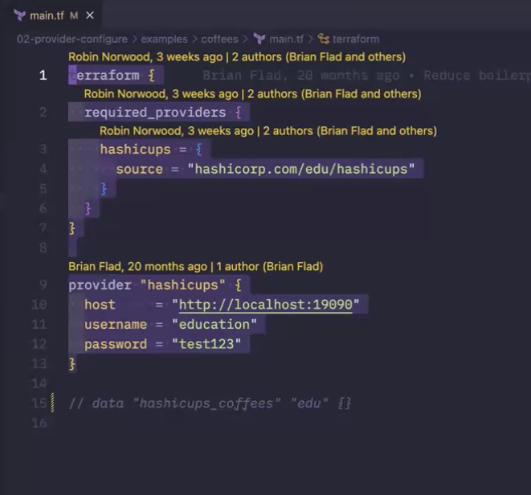 main.tf M ×
02-provider-configure > examples > coffees > main.tf > terraform
Robin Norwood, 3 weeks ago | 2 authors (Brian Flad and others)
1 terraform { Brian Flad, 20 months ago • Reduce boilerp
Robin Norwood, 3 weeks ago | 2 authors (Brian Flad and others)
2 required_providers {
Robin Norwood, 3 weeks ago | 2 authors (Brian Flad and others)
3 hashicups = {
4 source = "hashicorp.com/edu/hashicups"
5 }
6 }
7 }
8
Brian Flad, 20 months ago | 1 author (Brian Flad)
9 provider "hashicups" {
10 host = "http://localhost:19090"
11 username = "education"
12 password = "test123"
13 }
14
15 // data "hashicups_coffees" "edu" {}
16